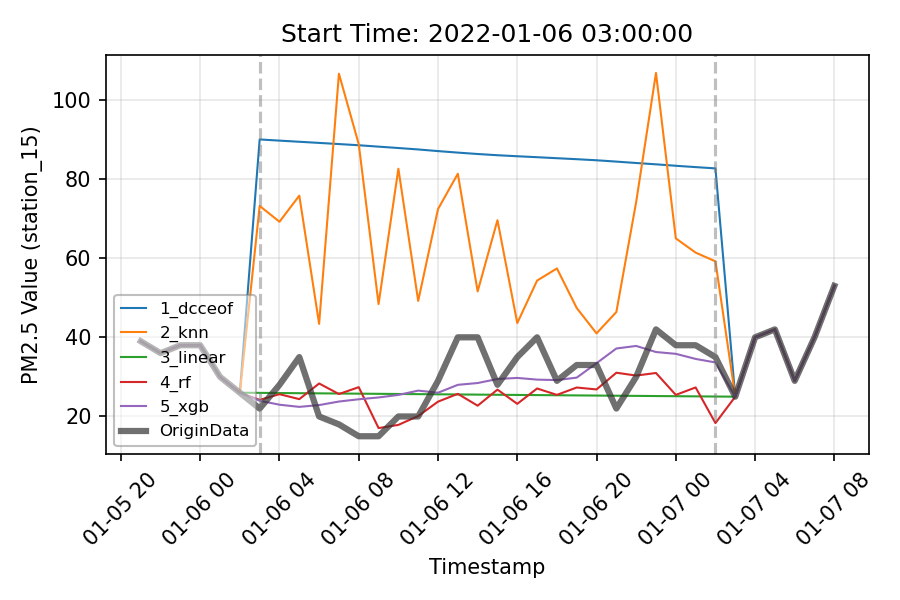 Start Time: 2022-01-06 03:00:00
PM2.5 Value (station_15)
100
80
60
40
20
1_dcceof
2_knn
3_linear
4_rf
5_xgb
OriginData
01-05 20
01-06 00
01-06 04
01-06 08
01-06 12
01-06 16
01-06 20
01-07 00
01-07 04
01-07 08
Timestamp